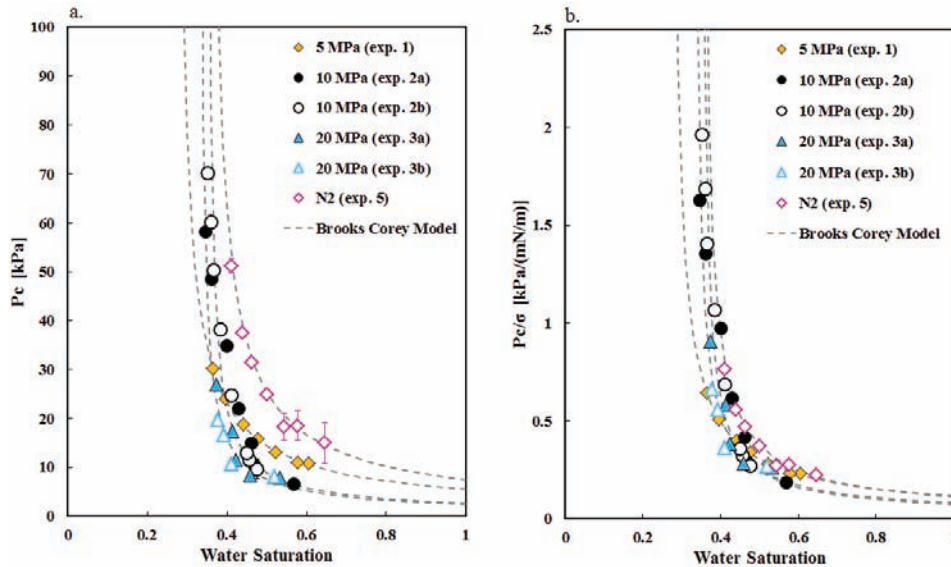 a.
100
90
80
70
60
50
40
30
20
10
0
Pc [kPa]
0
0.2
0.4
0.6
0.8
1
Water Saturation
5 MPa (exp. 1)
10 MPa (exp. 2a)
10 MPa (exp. 2b)
20 MPa (exp. 3a)
20 MPa (exp. 3b)
N2 (exp. 5)
Brooks Corey Model
b.
2.5
2
1.5
1
0.5
0
Pc/σ [kPa/(mN/m)]
0
0.2
0.4
0.6
0.8
1
Water Saturation
5 MPa (exp. 1)
10 MPa (exp. 2a)
10 MPa (exp. 2b)
20 MPa (exp. 3a)
20 MPa (exp. 3b)
N2 (exp. 5)
Brooks Corey Model